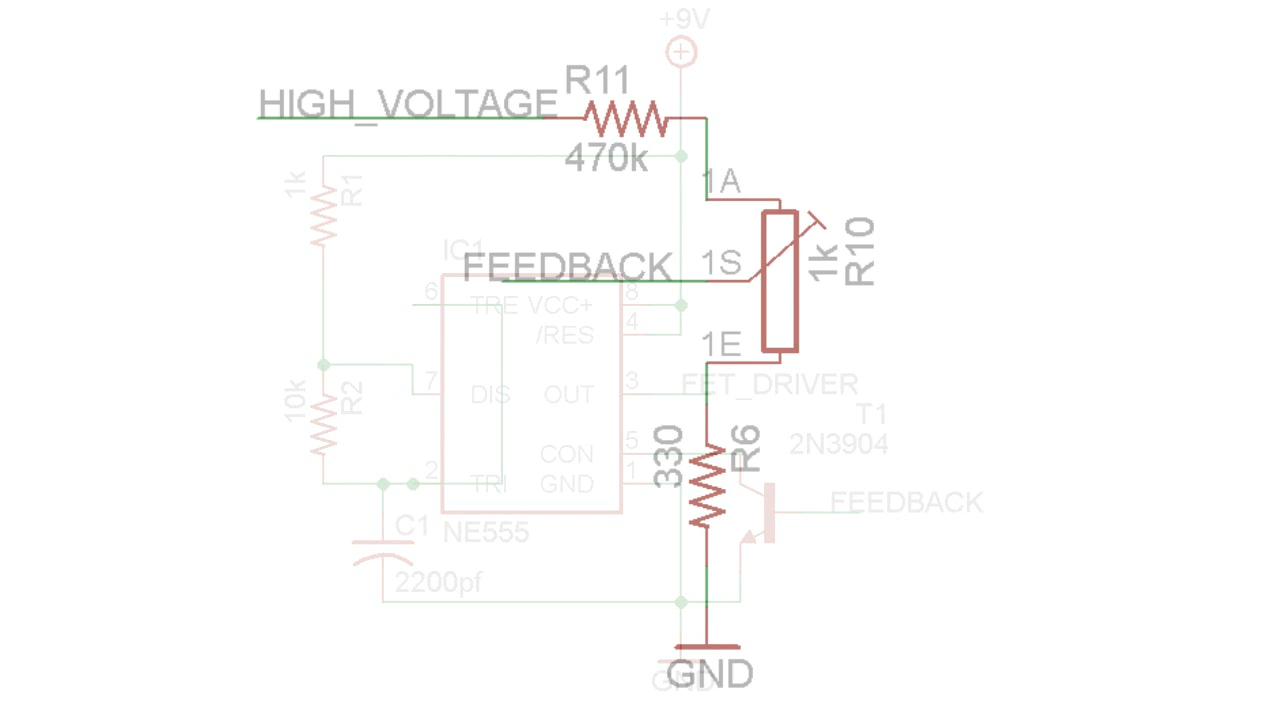 +9V
R11
HIGH_VOLTAGE
470k
1k
R1
1A
IC1
FEEDBACK
1S
1k
R10
6
TRE
VCC+
8
/RES
4
1E
7
DIS
OUT
3
FET_DRIVER
10k
R2
T1
2N3904
330
R6
CON
5
2
TRI
GND
1
FEEDBACK
C1
NE555
2200pf
GND
GND